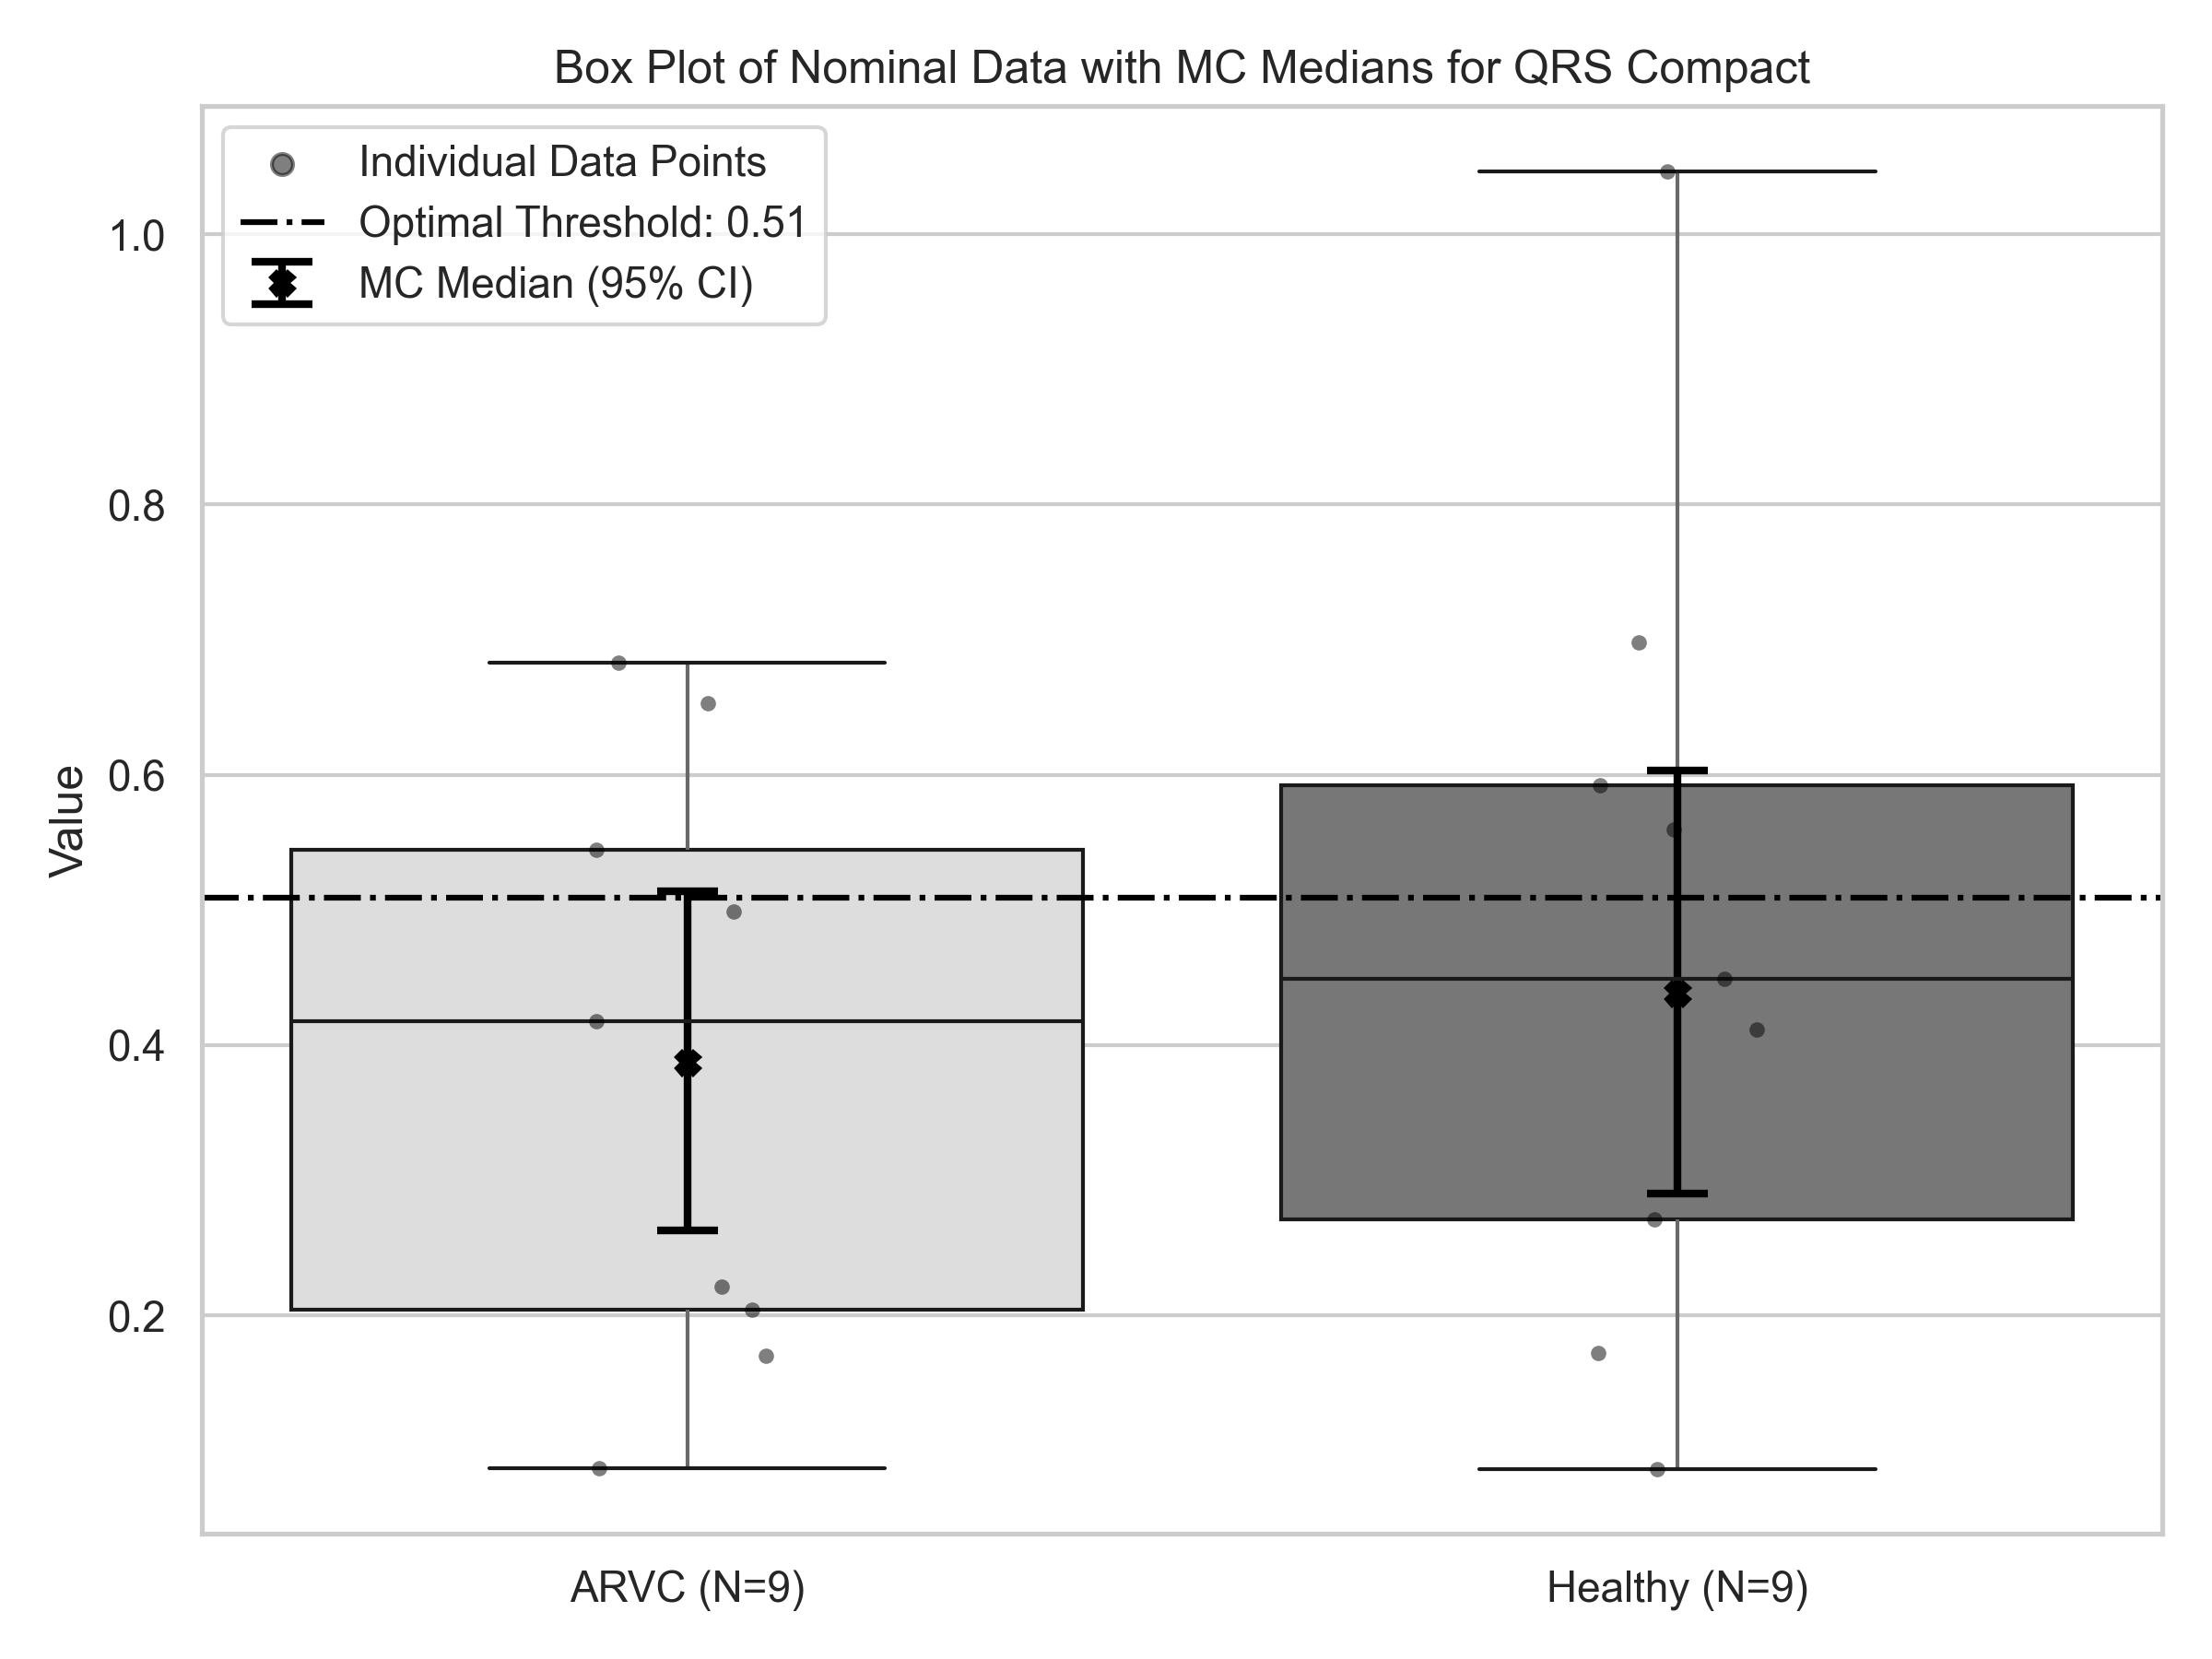 Box Plot of Nominal Data with MC Medians for QRS Compact
Individual Data Points
Optimal Threshold: 0.51
MC Median (95% CI)
Value
1.0
0.8
0.6
0.4
0.2
ARVC (N=9)
Healthy (N=9)